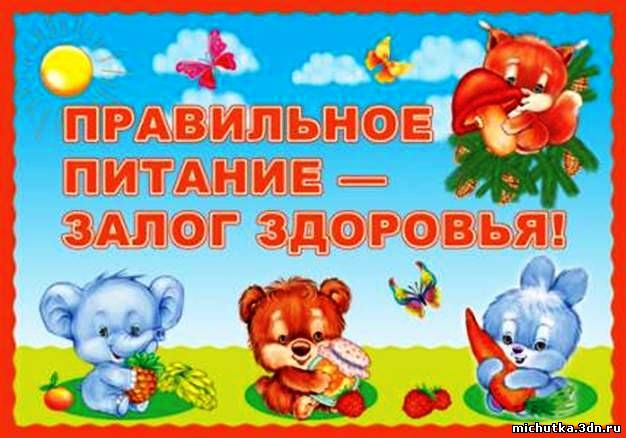 ПРАВИЛЬНОЕ
ПИТАНИЕ —
ЗАЛОГ ЗДОРОВЬЯ!
michutka.3dn.ru